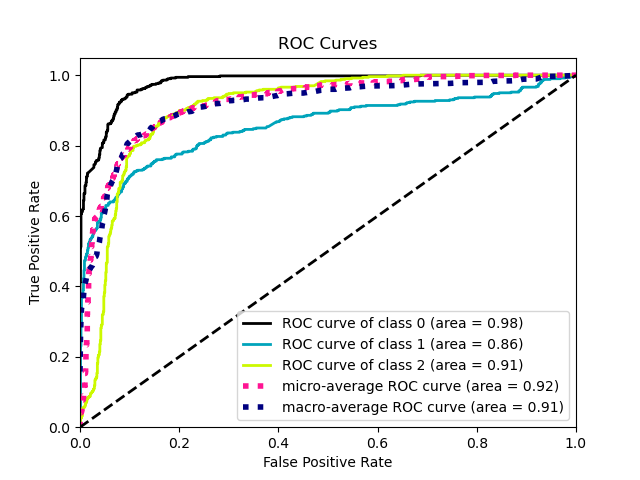 ROC Curves
True Positive Rate
1.0
0.8
0.6
0.4
0.2
0.0
ROC curve of class 0 (area = 0.98)
ROC curve of class 1 (area = 0.86)
ROC curve of class 2 (area = 0.91)
micro-average ROC curve (area = 0.92)
macro-average ROC curve (area = 0.91)
0.0 0.2 0.4 0.6 0.8 1.0
False Positive Rate